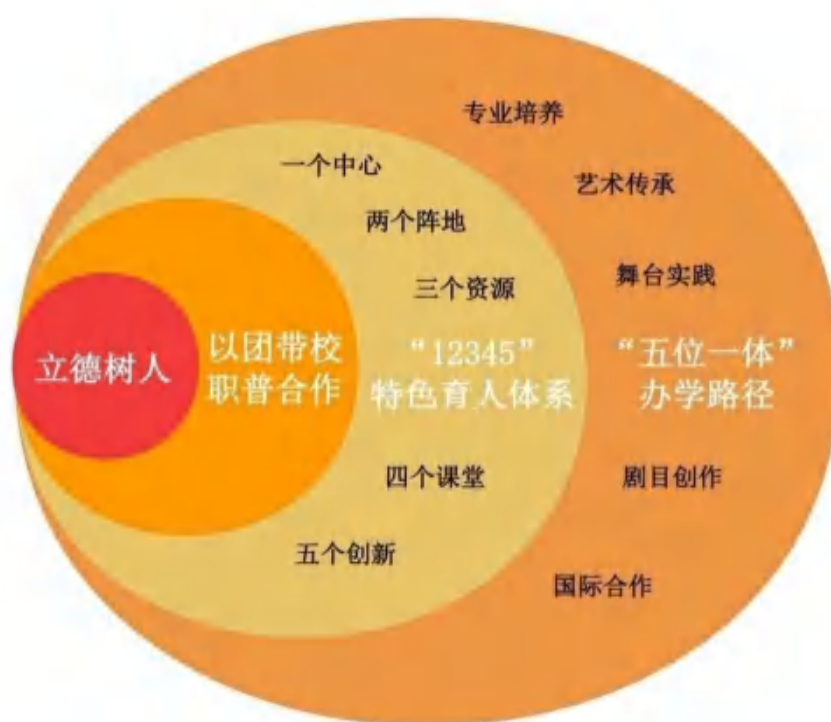 专业培养
一个中心
艺术传承
两个阵地
舞台实践
三个资源
立德树人
以团带校
职普合作
“12345”
特色育人体系
“五位一体”
办学路径
四个课堂
剧目创作
五个创新
国际合作